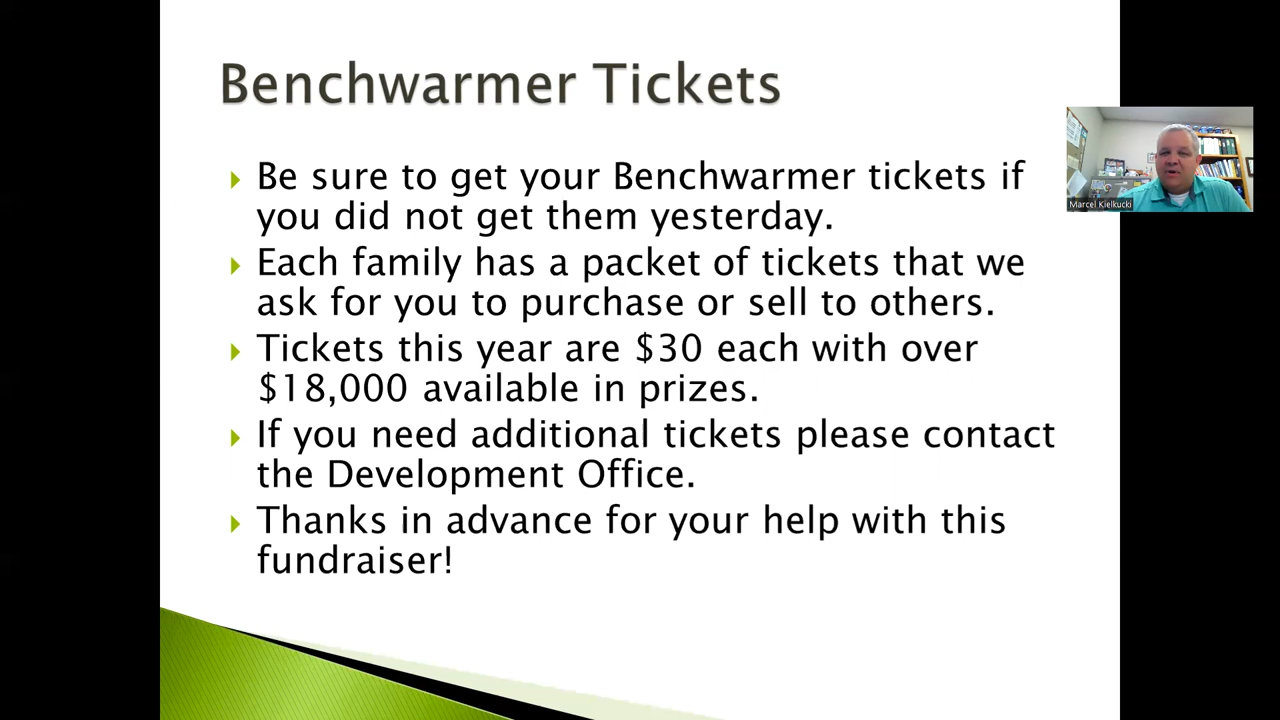 Benchwarmer Tickets
Be sure to get your Benchwarmer tickets if
you did not get them yesterday.
Each family has a packet of tickets that we
ask for you to purchase or sell to others.
Tickets this year are $30 each with over
$18,000 available in prizes.
If you need additional tickets please contact
the Development Office.
Thanks in advance for your help with this
fundraiser!
Marcel Kielkucki